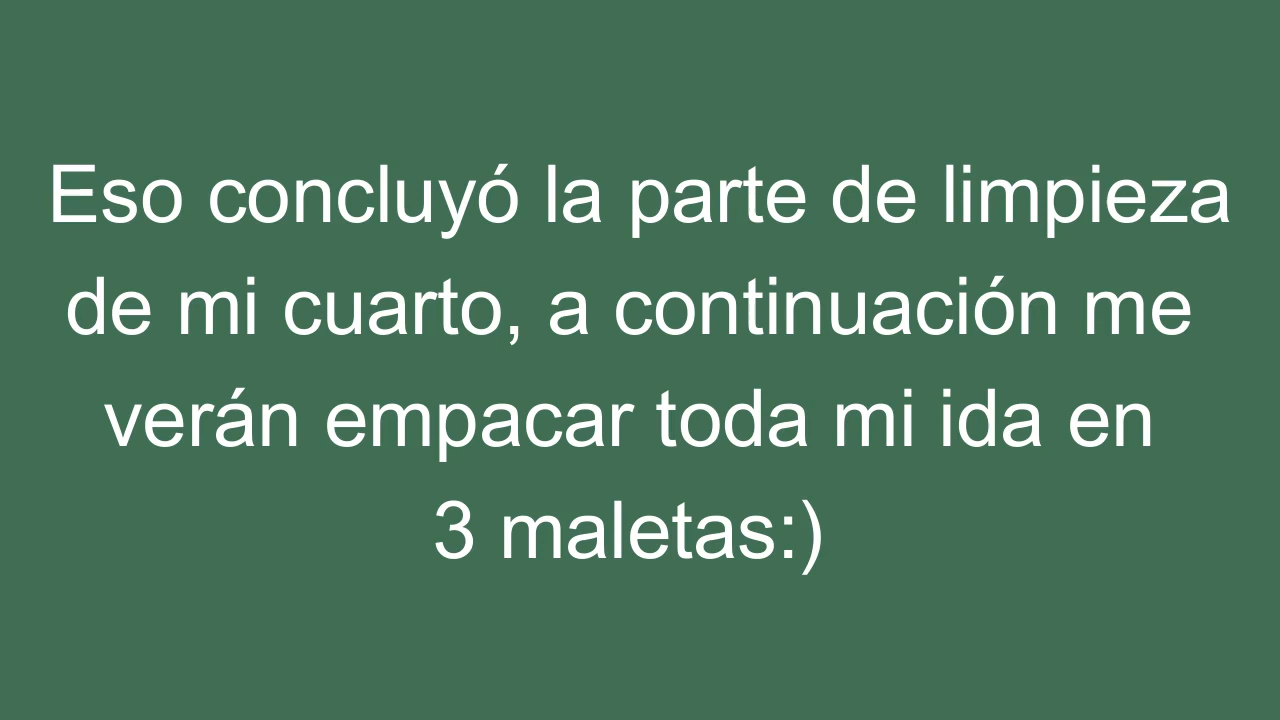 Eso concluyó la parte de limpieza
de mi cuarto, a continuación me
verán empacar toda mi ida en
3 maletas:)